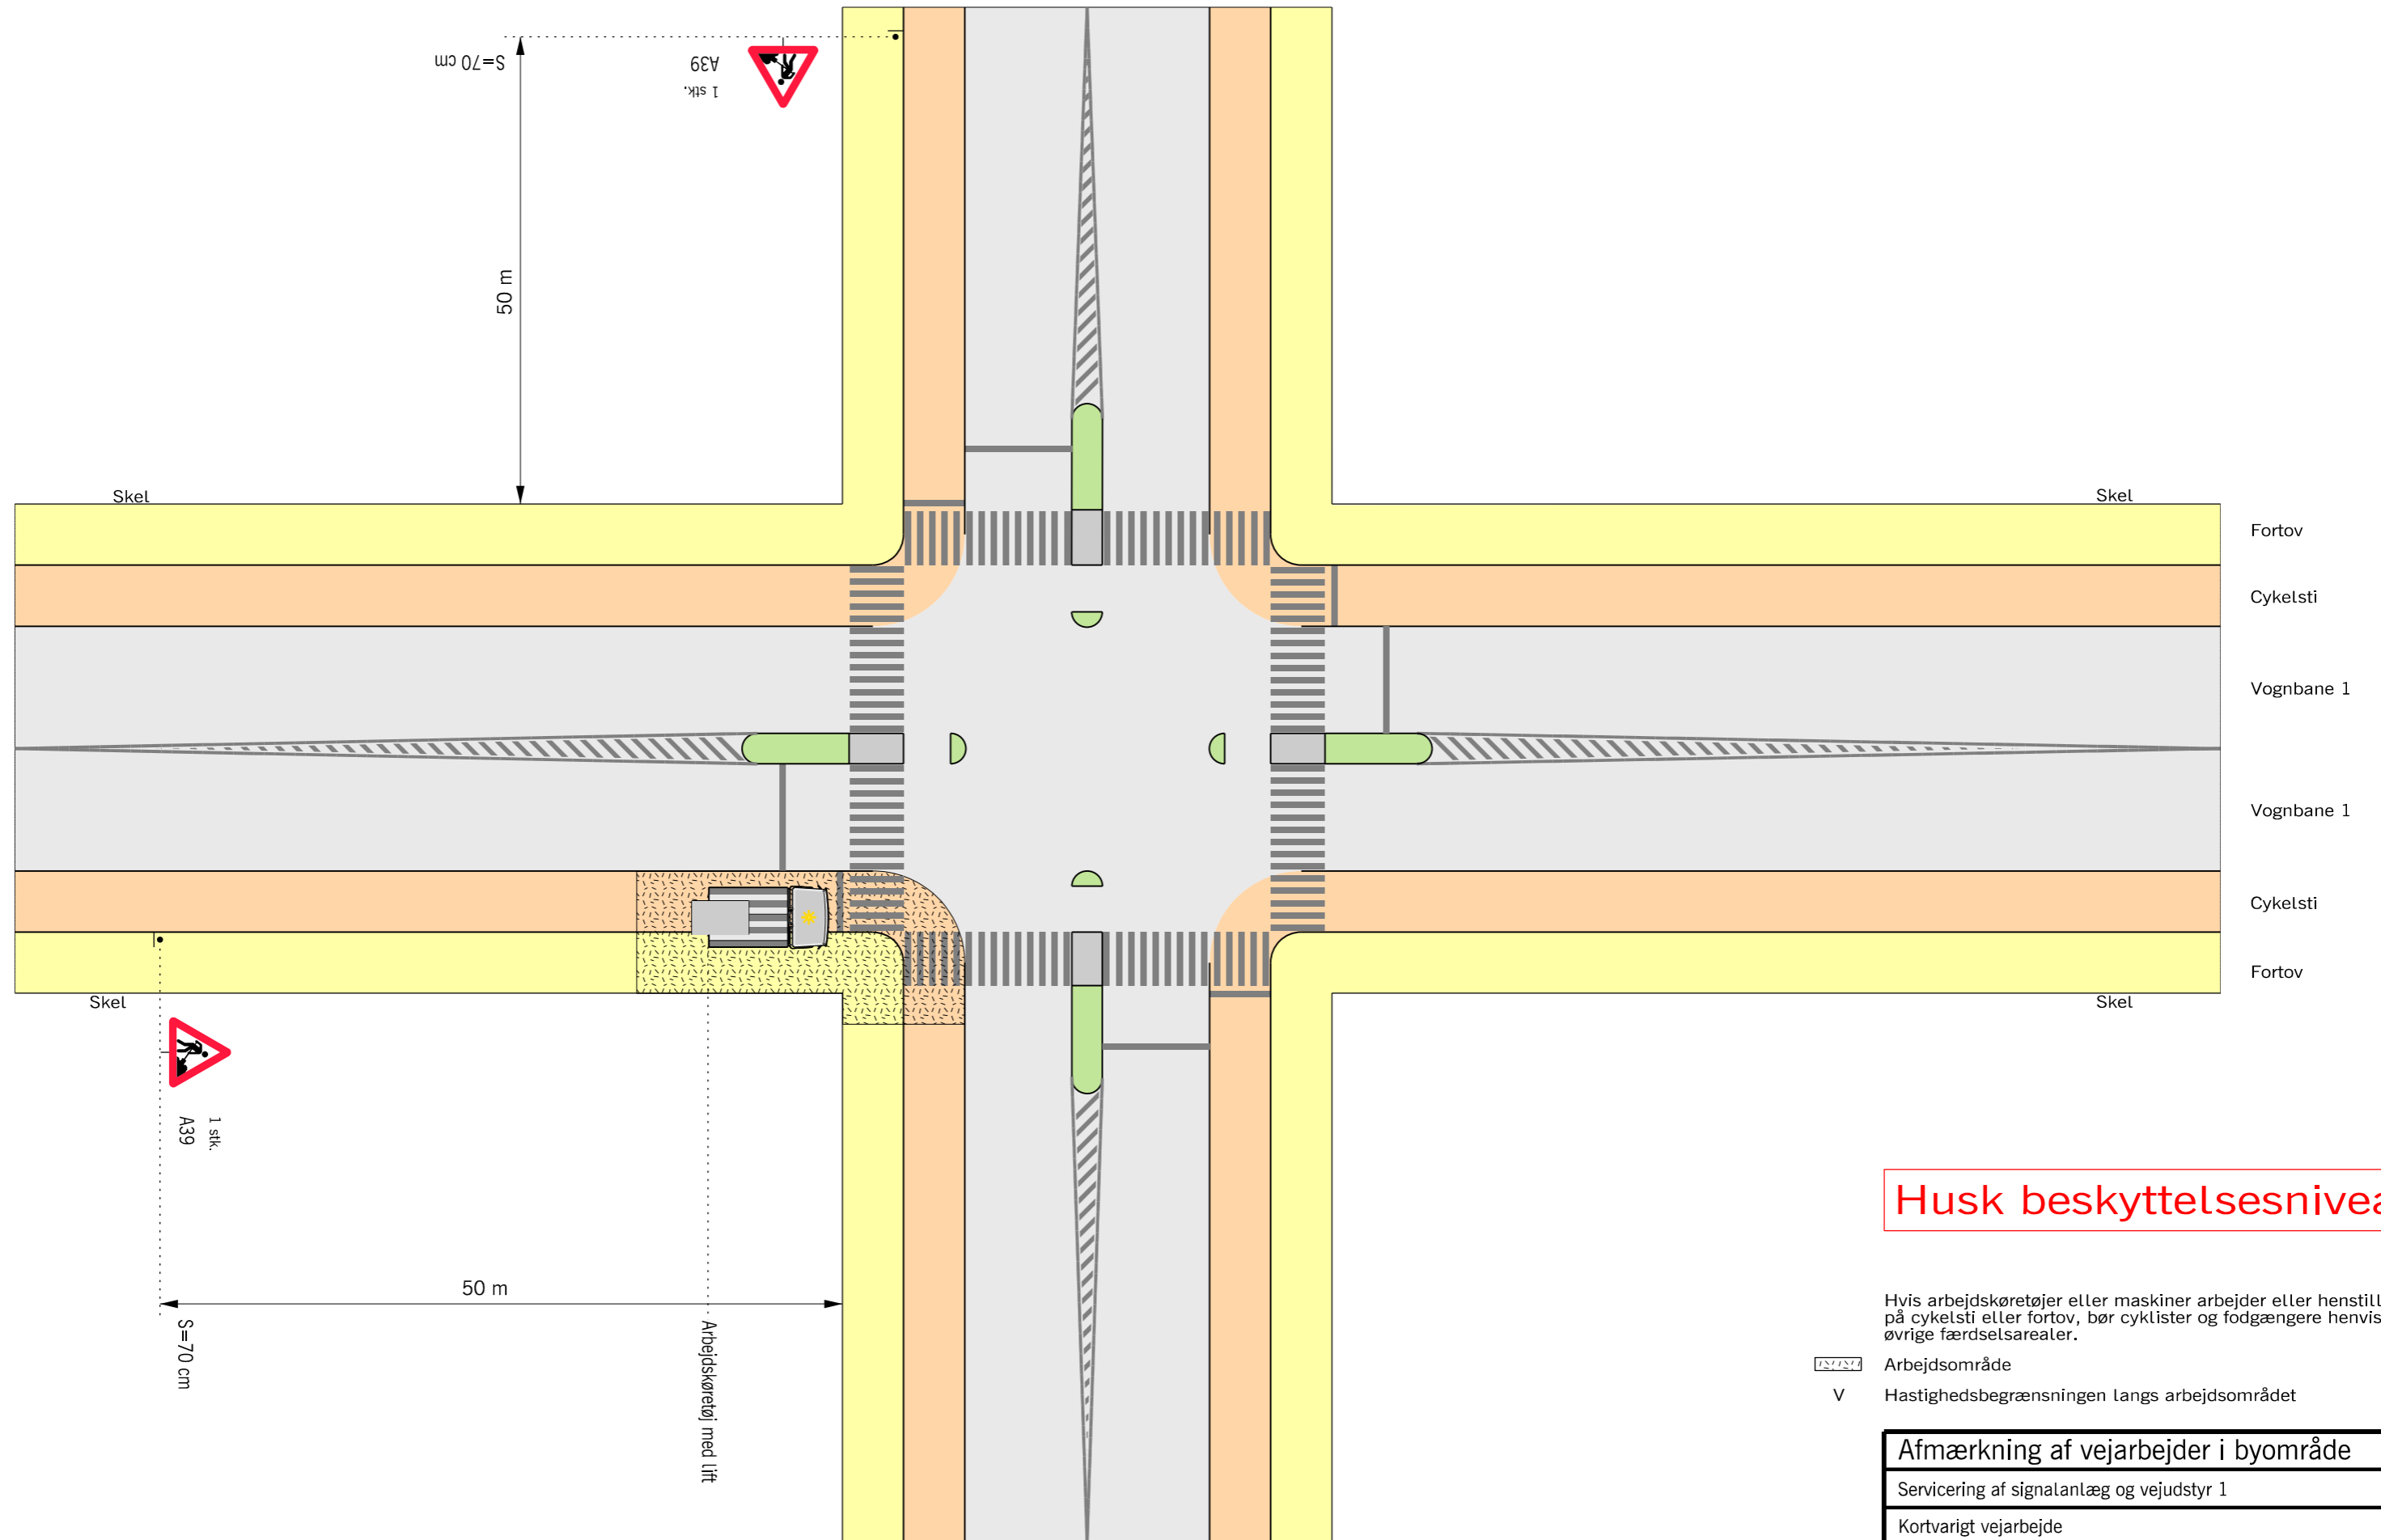 S=70 cm
A39
1 stk.
50 m
Skel
Skel
Fortov
Cykelsti
Vognbane 1
Vognbane 1
Cykelsti
Fortov
Skel
Skel
1 stk.
A39
50 m
S=70 cm
Arbejdskøretøj med lift
Husk
Hvis arbejdskøretøjer eller maskiner arbejder eller
på cykelsti eller fortov, bør cyklister og fodgængere
øvrige færdselsarealer.
Arbejdsområde
V Hastighedsbegrænsningen langs arbejdsområdet
Afmærkning af vejarbejder i byområde
Servicering af signalanlæg og vejudstyr 1
Kortvarigt vejarbejde